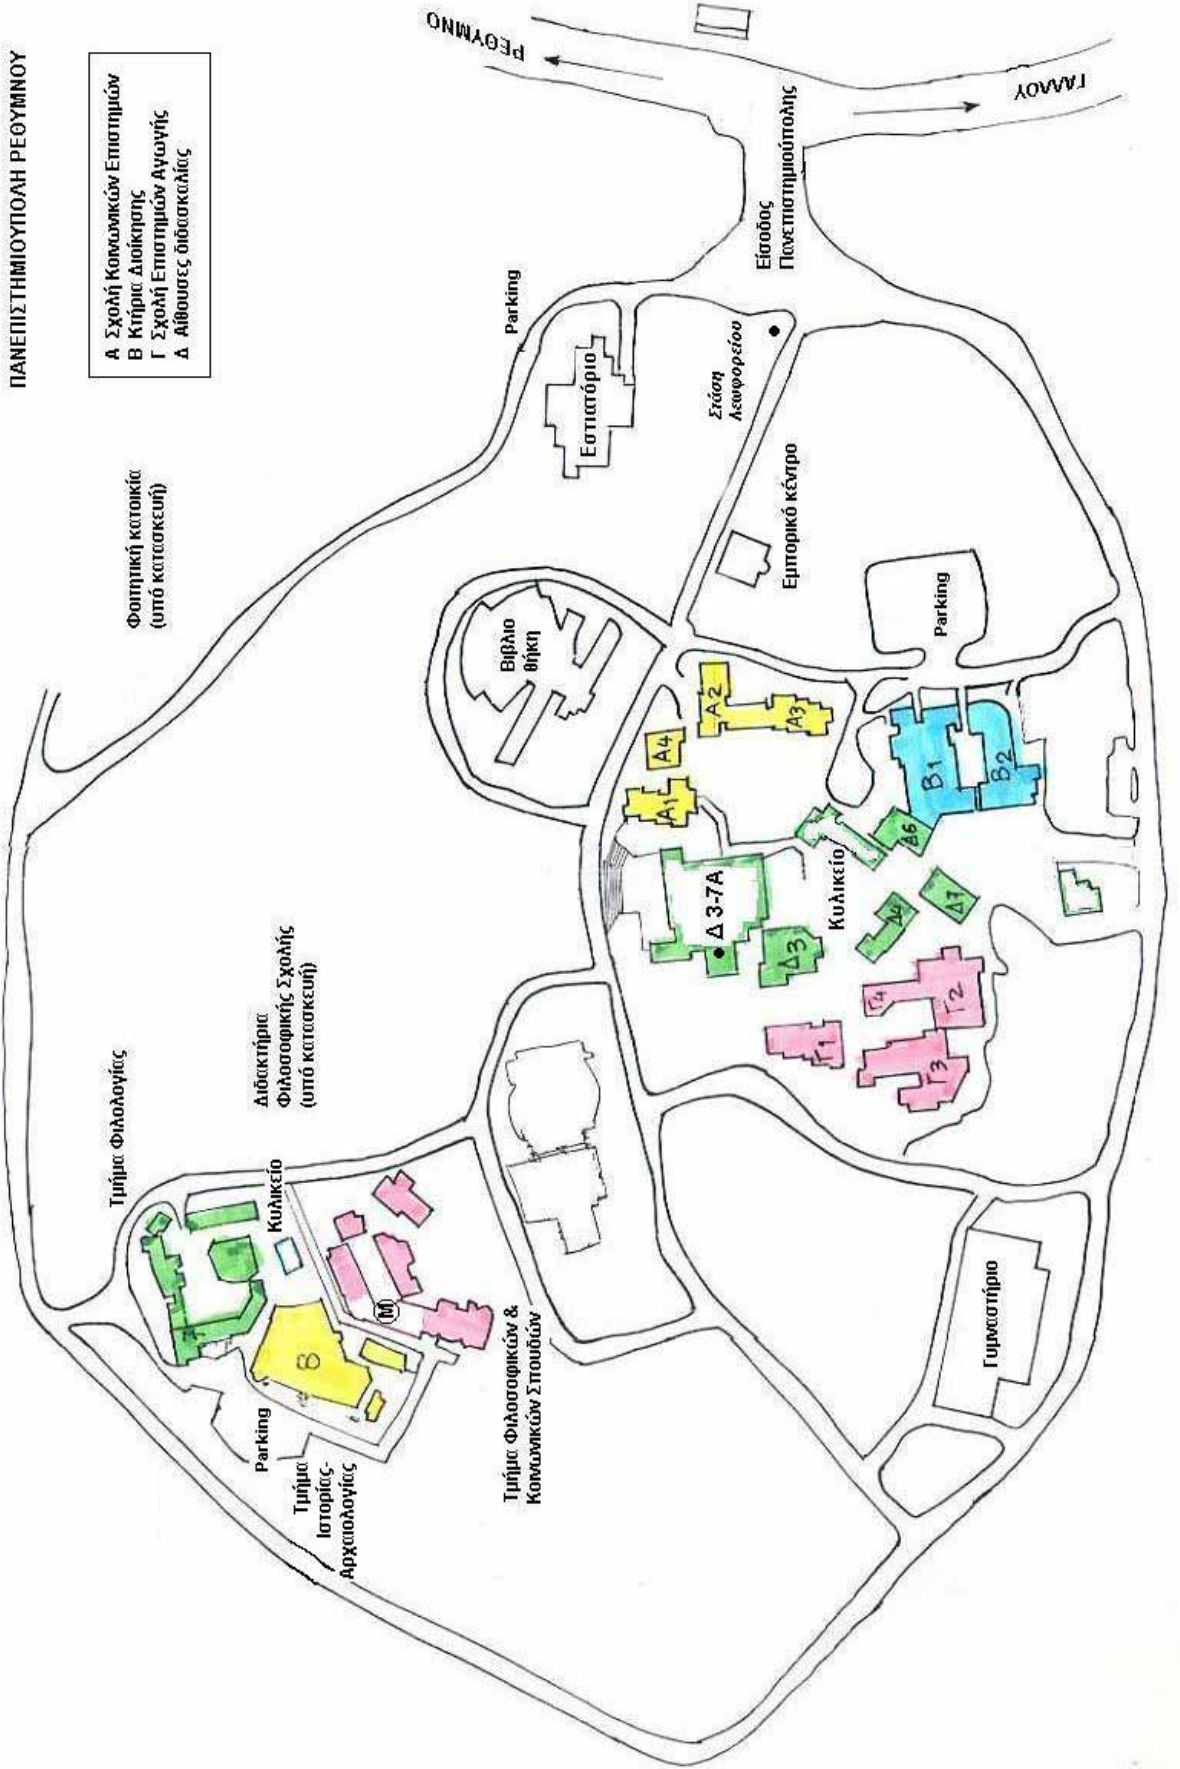 ΠΑΝΕΠΙΣΤΗΜΙΟΥΠΟΛΗ ΡΕΘΥΜΝΟΥ
Α Σχολή Κοινωνικών Επιστημών
Β Κτήρια Διοίκησης
Γ Σχολή Επιστημών Αγωγής
Δ Αίθουσες διδασκαλίας
ΡΕΘΥΜΝΟ
ΓΑΛΛΟΥ
Είσοδος
Πανεπιστημιούπολης
Parking
Εστιατόριο
Στάση
λεωφορείου
Εμπορικό κέντρο
Φοιτητική κατοικία
(υπό κατασκευή)
Βιβλιο
θήκη
Parking
Α2
Α3
Α4
Α1
Β1
Β2
Δ6
Κυλικείο
Δ 3-7Α
Δ3
Δ4
Δ7
Γ4
Γ2
Γ1
Γ3
Διδακτήρια
Φιλοσοφικής Σχολής
(υπό κατασκευή)
Τμήμα Φιλολογίας
Κυλικείο
Μ
Parking
Τμήμα
Ιστορίας-
Αρχαιολογίας
Τμήμα Φιλοσοφικών &
Κοινωνικών Σπουδών
Γυμναστήριο